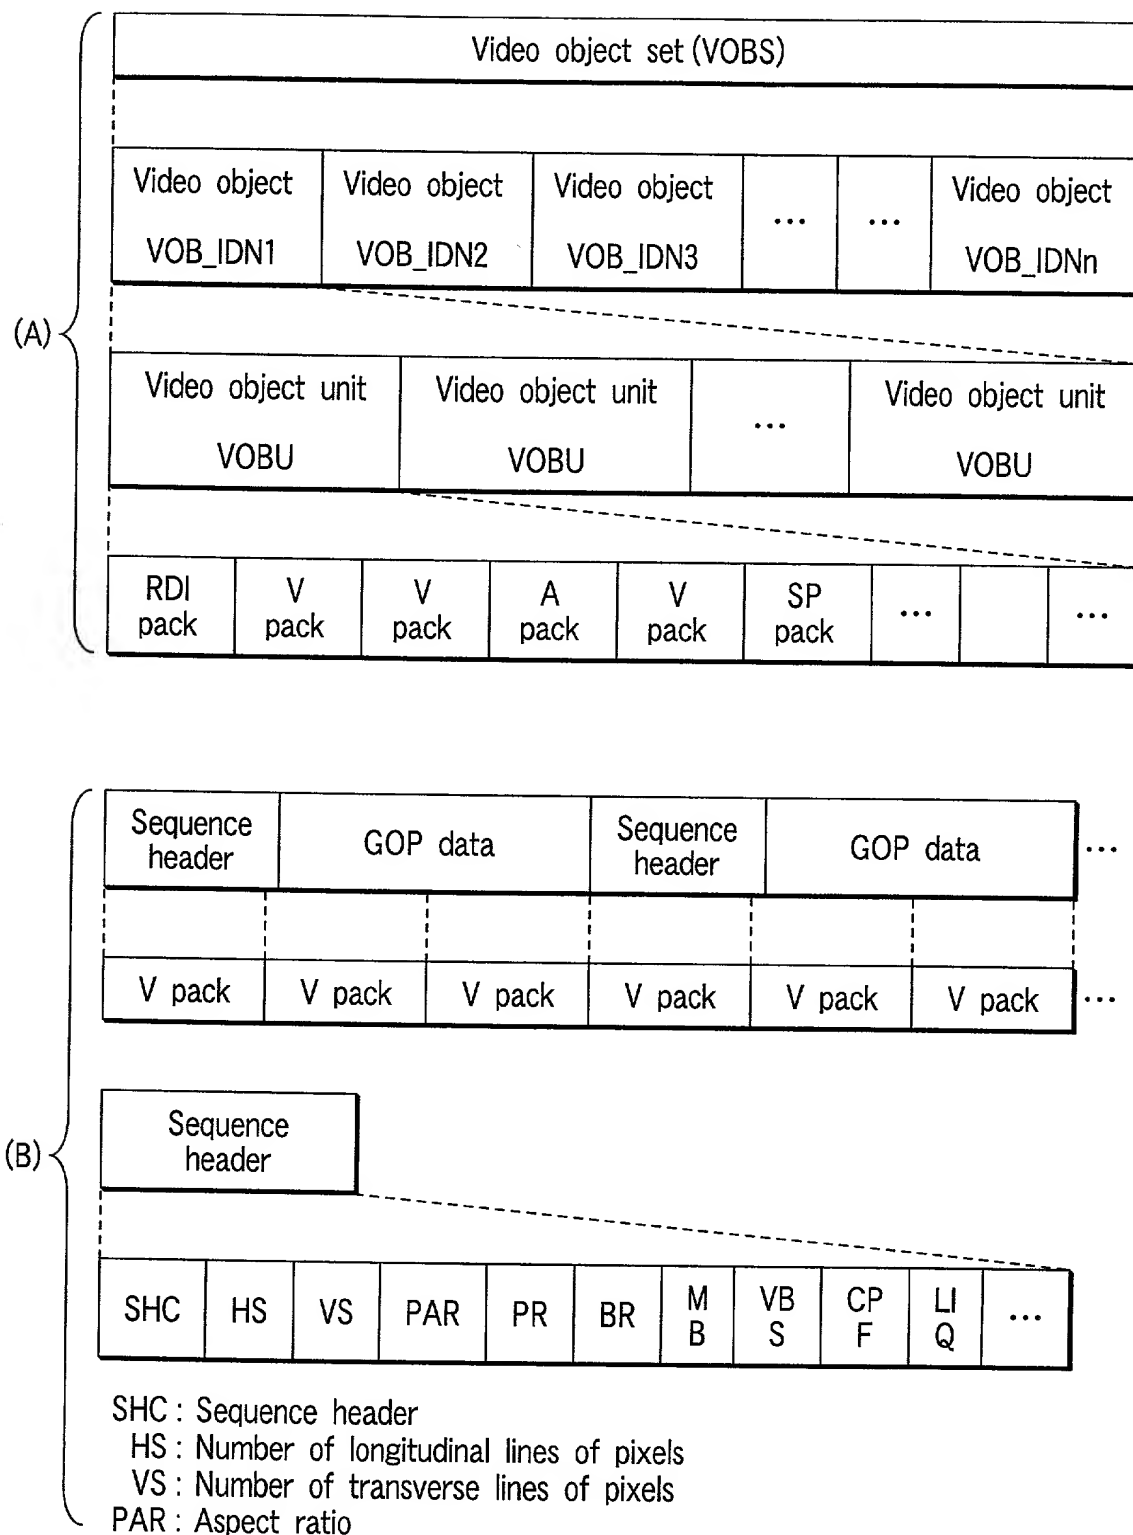 Video object set (VOBS)
Video object Video object Video object ... ... Video object
VOB_IDN1 VOB_IDN2 VOB_IDN3 VOB_IDNn
(A)
Video object unit Video object unit ... Video object unit
VOBU VOBU VOBU
RDI V V A V SP ... ...
pack pack pack pack pack pack
Sequence GOP data Sequence GOP data ...
header header
V pack V pack V pack V pack V pack V pack ...
(B)
Sequence
header
SHC HS VS PAR PR BR M VB CP LI ...
B S F Q
SHC : Sequence header
HS : Number of longitudinal lines of pixels
VS : Number of transverse lines of pixels
PAR : Aspect ratio